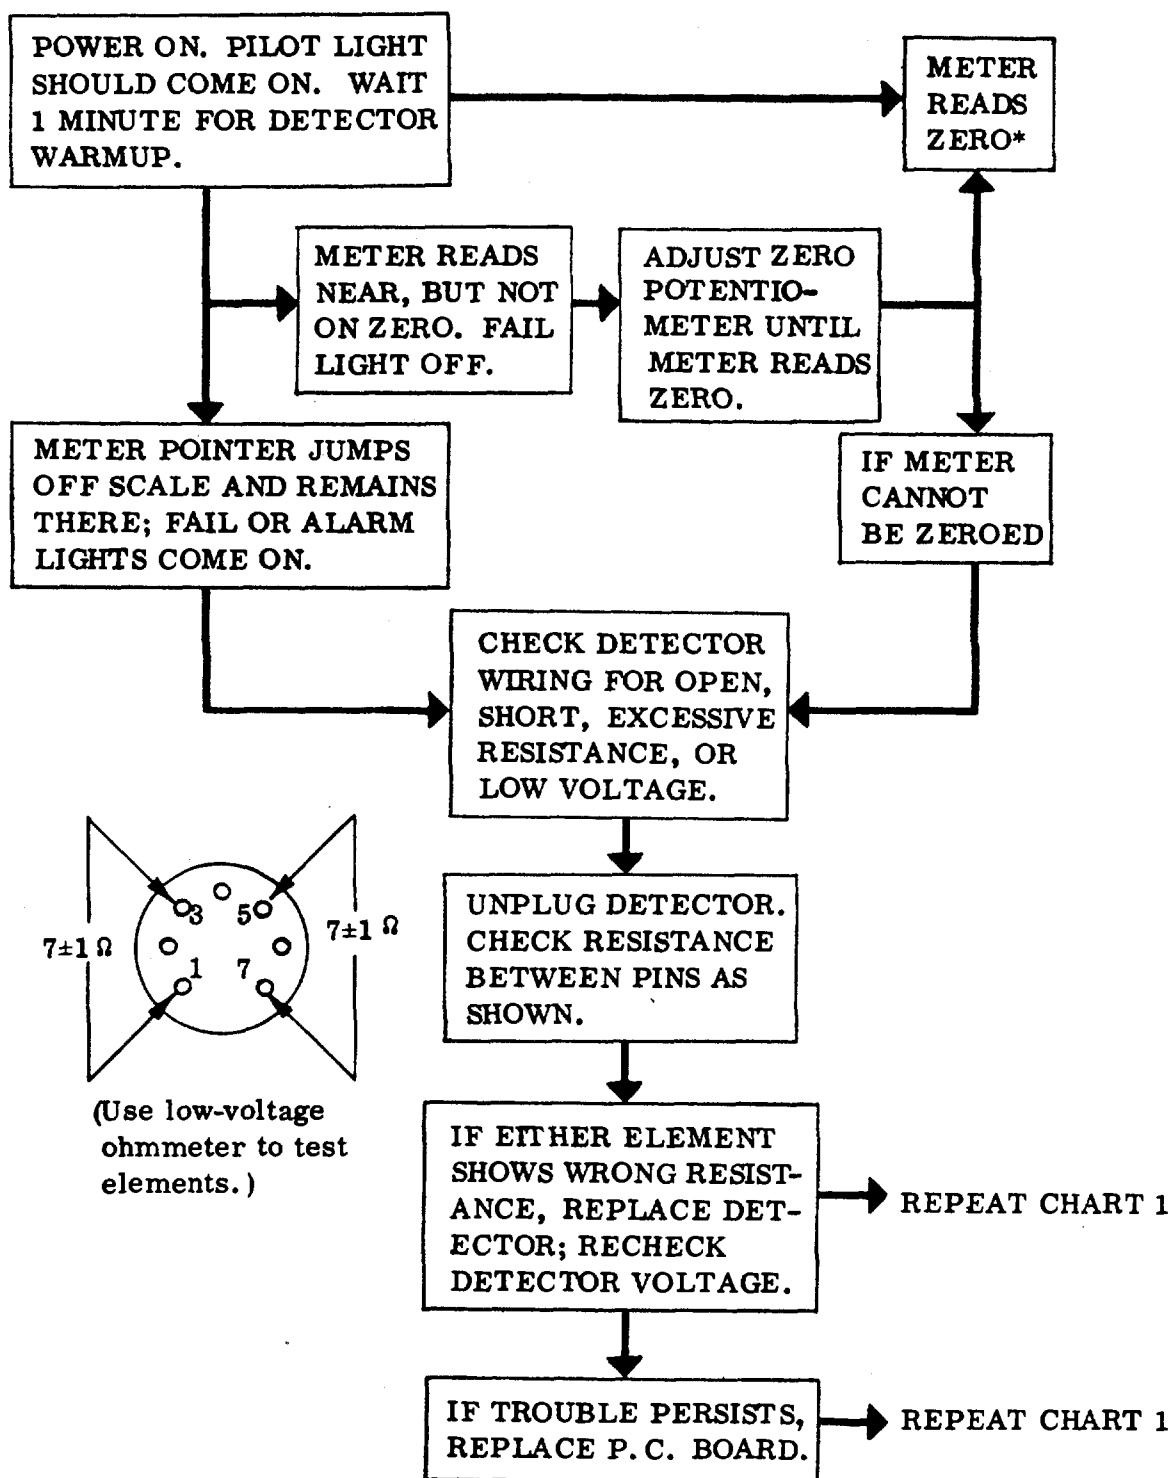 POWER ON. PILOT LIGHT
SHOULD COME ON. WAIT
1 MINUTE FOR DETECTOR
WARMUP.
METER
READS
ZERO*
METER READS
NEAR, BUT NOT
ON ZERO. FAIL
LIGHT OFF.
ADJUST ZERO
POTENTIO-
METER UNTIL
METER READS
ZERO.
METER POINTER JUMPS
OFF SCALE AND REMAINS
THERE; FAIL OR ALARM
LIGHTS COME ON.
IF METER
CANNOT
BE ZEROED
CHECK DETECTOR
WIRING FOR OPEN,
SHORT, EXCESSIVE
RESISTANCE, OR
LOW VOLTAGE.
3 5
7±1 Ω
7±1 Ω
1 7
(Use low-voltage
ohmmeter to test
elements.)
UNPLUG DETECTOR.
CHECK RESISTANCE
BETWEEN PINS AS
SHOWN.
IF EITHER ELEMENT
SHOWS WRONG RESIST-
ANCE, REPLACE DET-
ECTOR; RECHECK
DETECTOR VOLTAGE.
REPEAT CHART 1
IF TROUBLE PERSISTS,
REPLACE P.C. BOARD.
REPEAT CHART 1